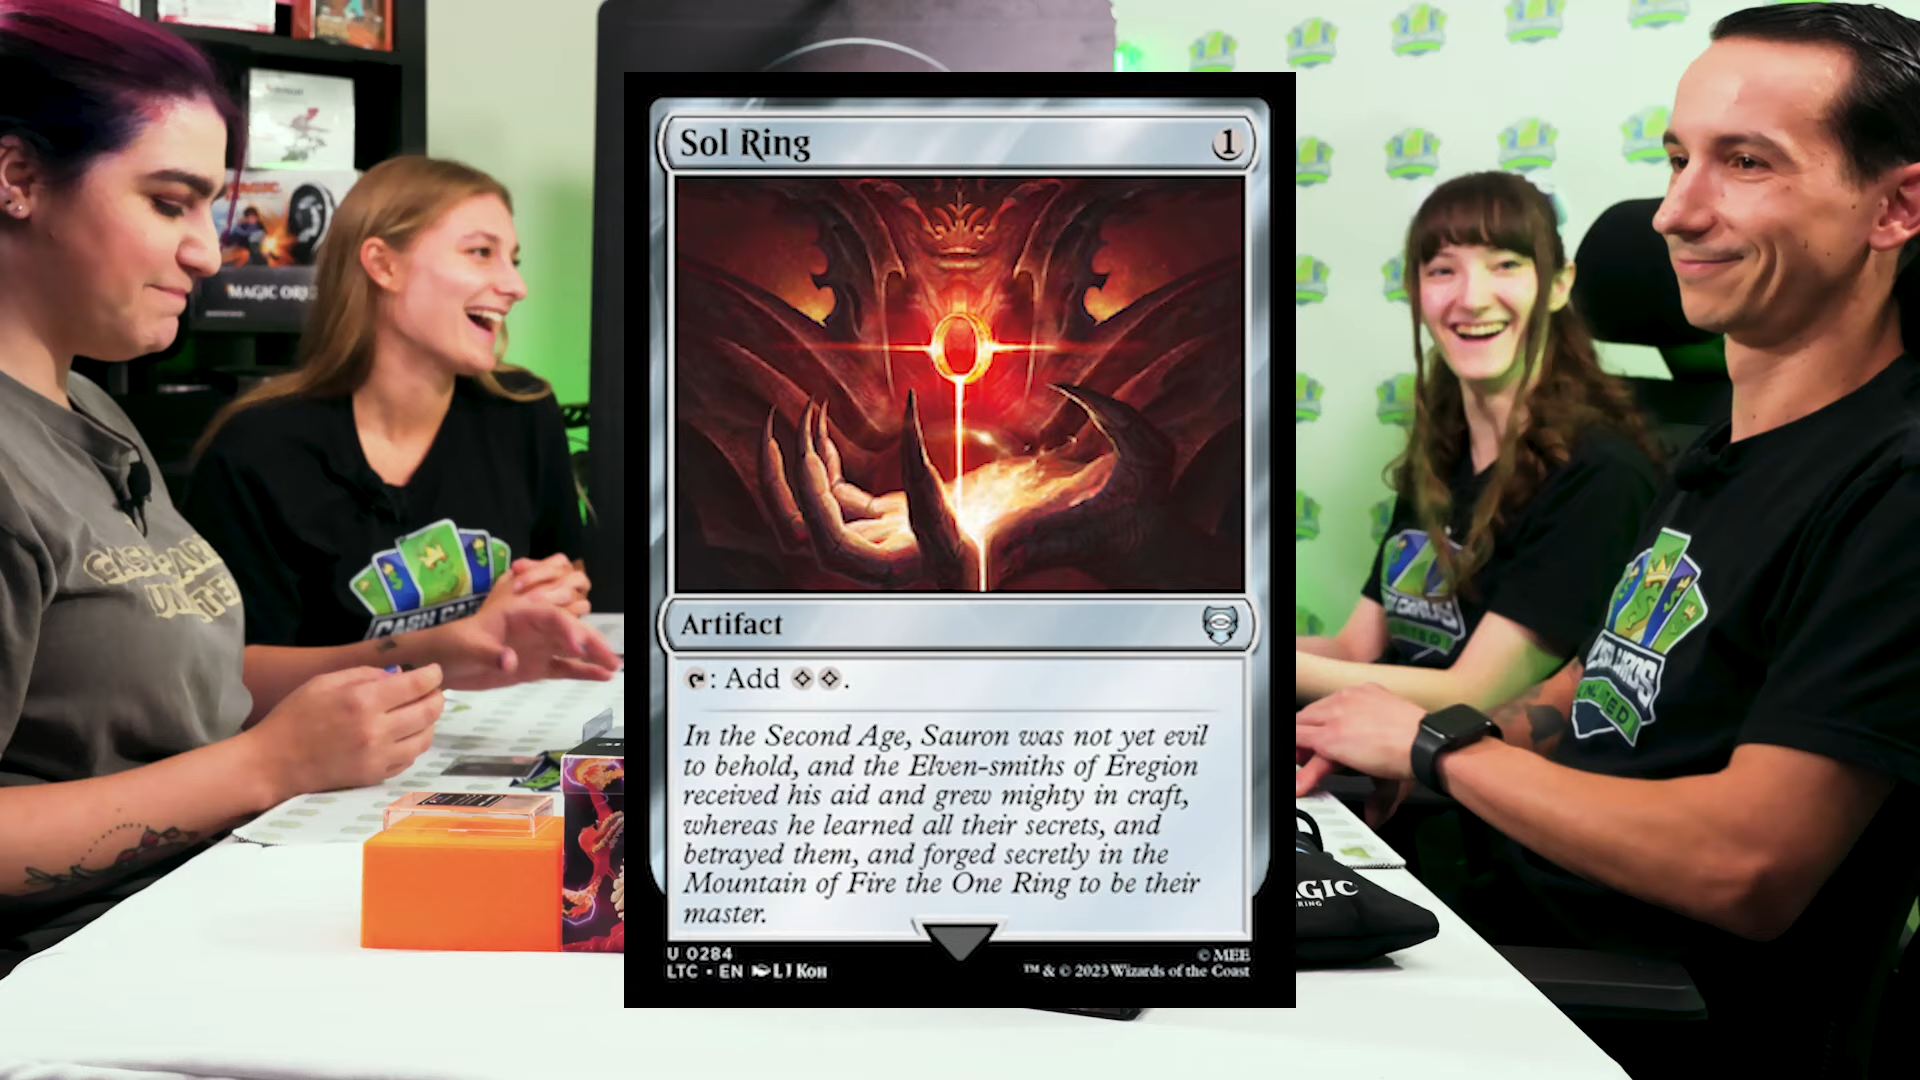 Sol Ring 1
Artifact
: Add .
In the Second Age, Sauron was not yet evil
to behold, and the Elven-smiths of Eregion
received his aid and grew mighty in craft,
whereas he learned all their secrets, and
betrayed them, and forged secretly in the
Mountain of Fire the One Ring to be their
master.
U 0284
LTC • EN LJ Koh
© MEE
™ & © 2023 Wizards of the Coast
MAGIC ORI
CASH CA